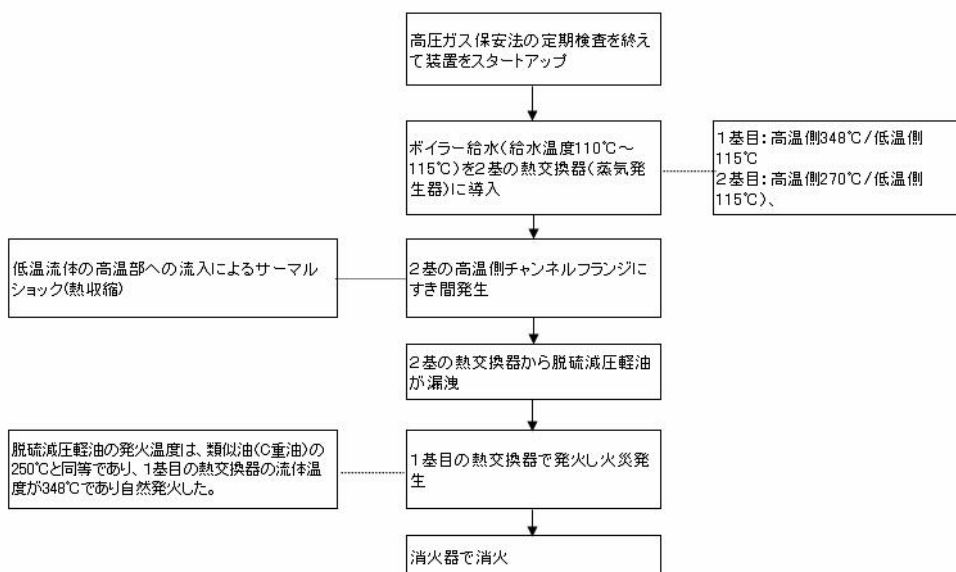 高圧ガス保安法の定期検査を終え
て装置をスタートアップ
ボイラー給水(給水温度110℃～
115℃)を2基の熱交換器(蒸気発
生器)に導入
1基目：高温側348℃/低温側
115℃
2基目：高温側270℃/低温側
115℃)、
低温流体の高温部への流入によるサーマル
ショック(熱収縮)
２基の高温側チャンネルフランジに
すき間発生
２基の熱交換器から脱硫減圧軽油
が漏洩
脱硫減圧軽油の発火温度は、類似油(C重油)の
250℃と同等であり、１基目の熱交換器の流体温
度が348℃であり自然発火した。
１基目の熱交換器で発火し火災発
生
消火器で消火